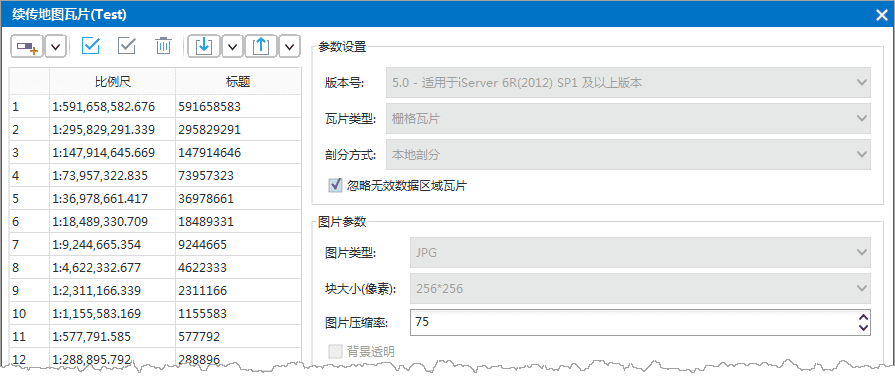 续传地图瓦片(Test)
比例尺 标题
1 1:591,658,582.676 591658583
2 1:295,829,291.339 295829291
3 1:147,914,645.669 147914646
4 1:73,957,322.835 73957323
5 1:36,978,661.417 36978661
6 1:18,489,330.709 18489331
7 1:9,244,665.354 9244665
8 1:4,622,332.677 4622333
9 1:2,311,166.339 2311166
10 1:1,155,583.169 1155583
11 1:577,791.585 577792
12 1:288,895.792 288896
参数设置
版本号: 5.0 - 适用于iServer 6R(2012) SP1 及以上版本
瓦片类型: 栅格瓦片
剖分方式: 本地剖分
忽略无效数据区域瓦片
图片参数
图片类型: JPG
块大小(像素): 256*256
图片压缩率: 75
背景透明